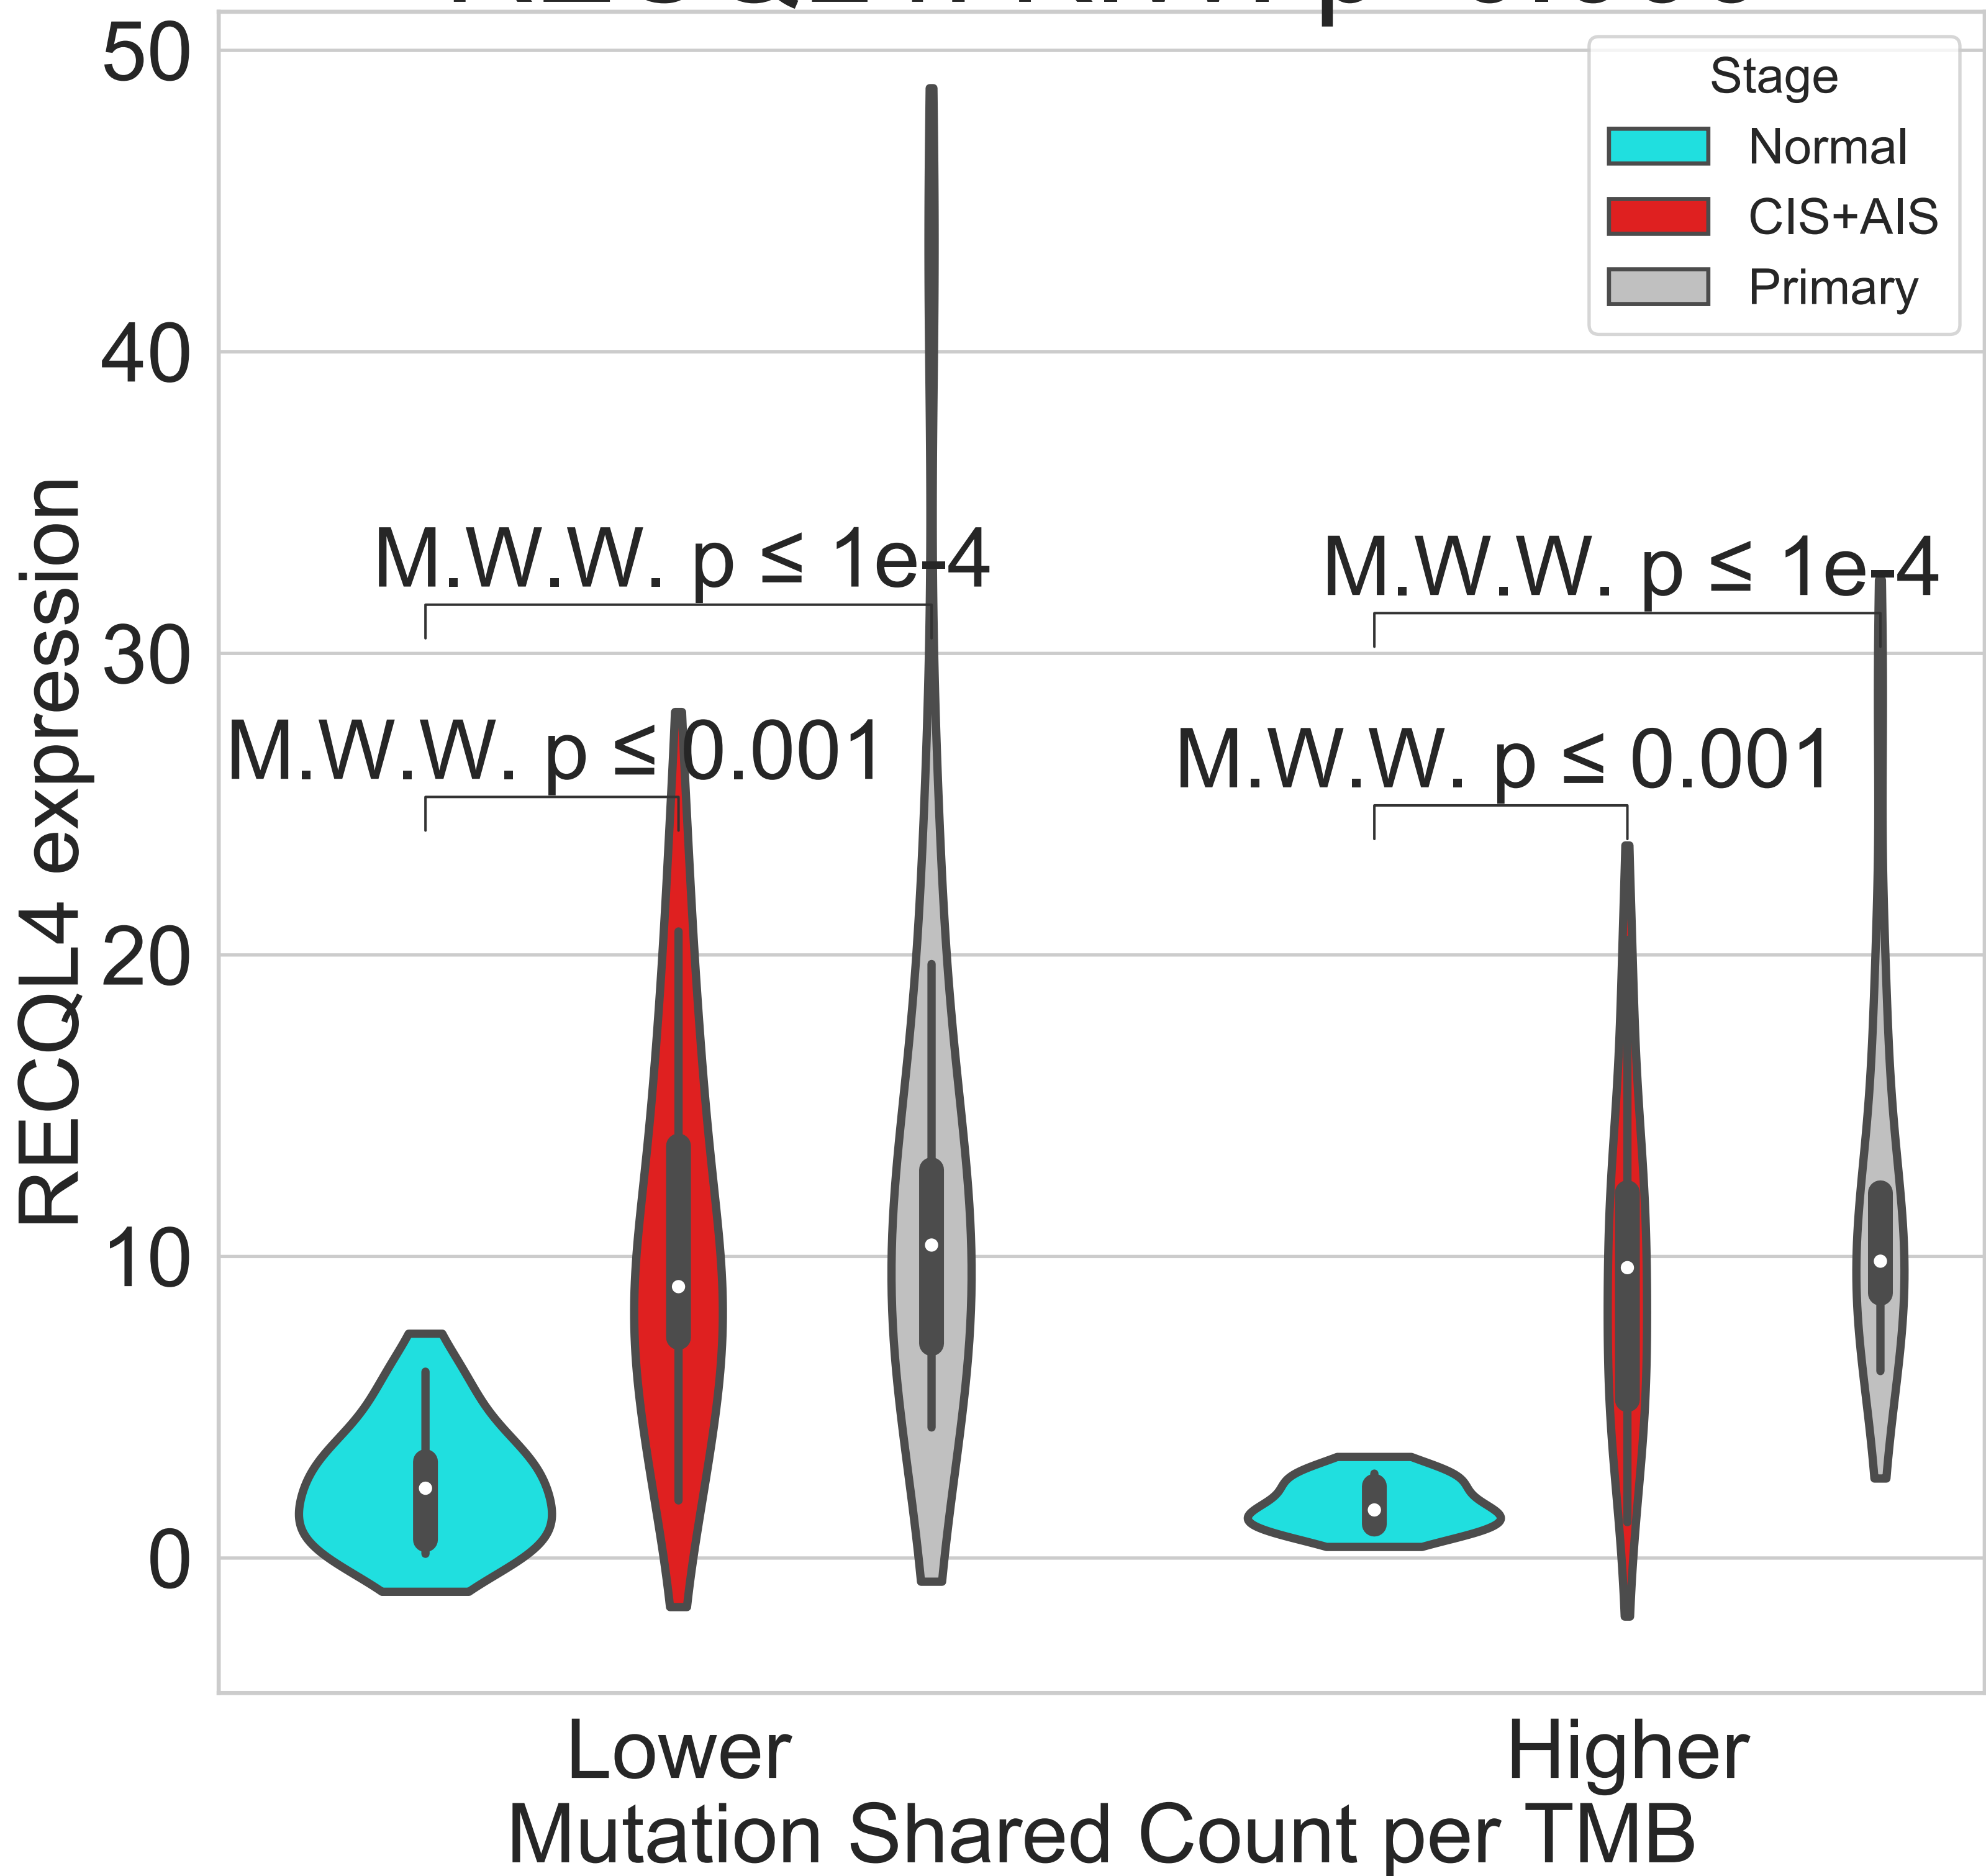 50
40
30
20
10
0
RECQL4 expression
Stage
Normal
CIS+AIS
Primary
M.W.W. p ≤ 1e-4
M.W.W. p ≤ 1e-4
M.W.W. p ≤ 0.001
M.W.W. p ≤ 0.001
Lower
Higher
Mutation Shared Count per TMB